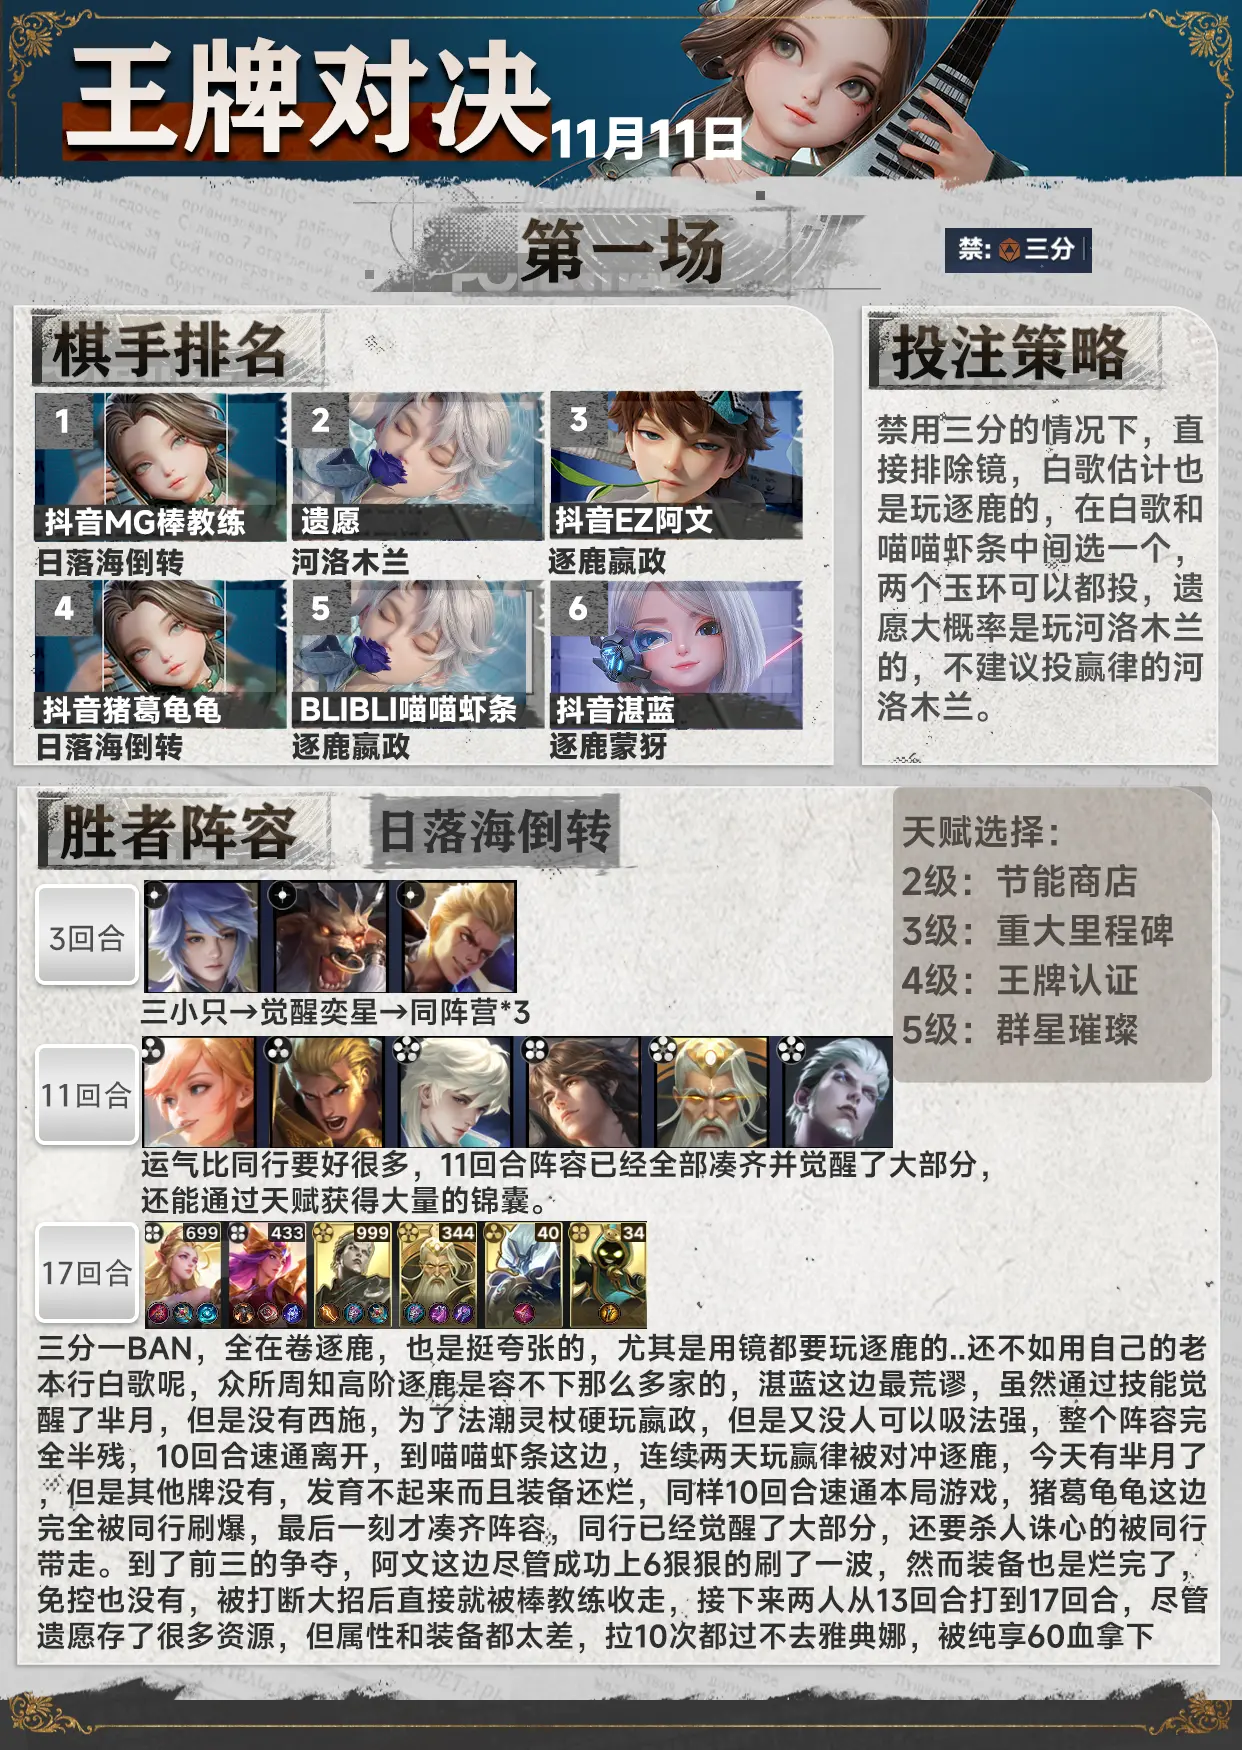 王牌对决
11月11日
第一场
禁: 三分
棋手排名
1
抖音MG棒教练
日落海倒转
2
遗愿
河洛木兰
3
抖音EZ阿文
逐鹿嬴政
4
抖音猪葛龟龟
日落海倒转
5
BLIBLI喵喵虾条
逐鹿嬴政
6
抖音湛蓝
逐鹿蒙犽
投注策略
禁用三分的情况下，直
接排除镜，白歌估计也
是玩逐鹿的，在白歌和
喵喵虾条中间选一个，
两个玉环可以都投，遗
愿大概率是玩河洛木兰
的，不建议投赢律的河
洛木兰。
胜者阵容
日落海倒转
天赋选择：
2级：节能商店
3级：重大里程碑
4级：王牌认证
5级：群星璀璨
3回合
三小只→觉醒奕星→同阵营*3
11回合
运气比同行要好很多，11回合阵容已经全部凑齐并觉醒了大部分，
还能通过天赋获得大量的锦囊。
17回合
699 433 999 344 40 34
三分一BAN，全在卷逐鹿，也是挺夸张的，尤其是用镜都要玩逐鹿的..还不如用自己的老
本行白歌呢，众所周知高阶逐鹿是容不下那么多家的，湛蓝这边最荒谬，虽然通过技能觉
醒了芈月，但是没有西施，为了法潮灵杖硬玩嬴政，但是又没人可以吸法强，整个阵容完
全半残，10回合速通离开，到喵喵虾条这边，连续两天玩赢律被对冲逐鹿，今天有芈月了
，但是其他牌没有，发育不起来而且装备还烂，同样10回合速通本局游戏，猪葛龟龟这边
完全被同行刷爆，最后一刻才凑齐阵容，同行已经觉醒了大部分，还要杀人诛心的被同行
带走。到了前三的争夺，阿文这边尽管成功上6狠狠的刷了一波，然而装备也是烂完了，
免控也没有，被打断大招后直接就被棒教练收走，接下来两人从13回合打到17回合，尽管
遗愿存了很多资源，但属性和装备都太差，拉10次都过不去雅典娜，被纯享60血拿下